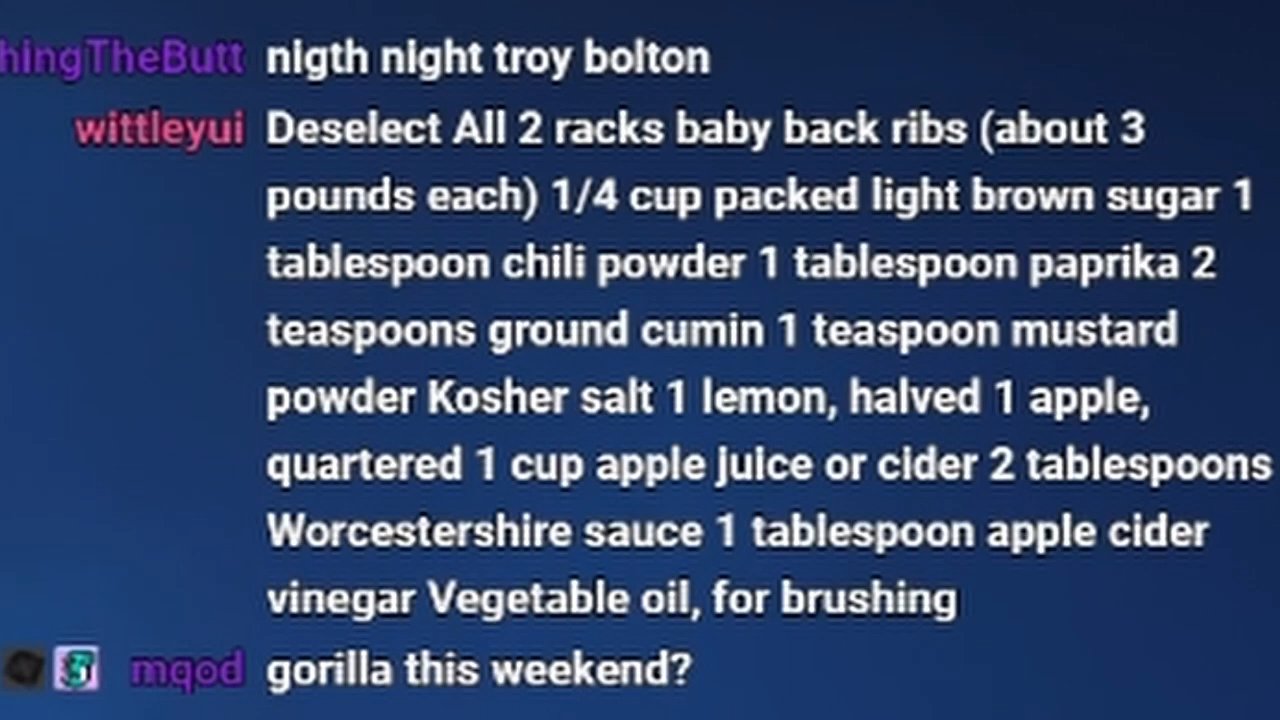 hingTheButt nigth night troy bolton
wittleyui Deselect All 2 racks baby back ribs (about 3
pounds each) 1/4 cup packed light brown sugar 1
tablespoon chili powder 1 tablespoon paprika 2
teaspoons ground cumin 1 teaspoon mustard
powder Kosher salt 1 lemon, halved 1 apple,
quartered 1 cup apple juice or cider 2 tablespoons
Worcestershire sauce 1 tablespoon apple cider
vinegar Vegetable oil, for brushing
mqod gorilla this weekend?